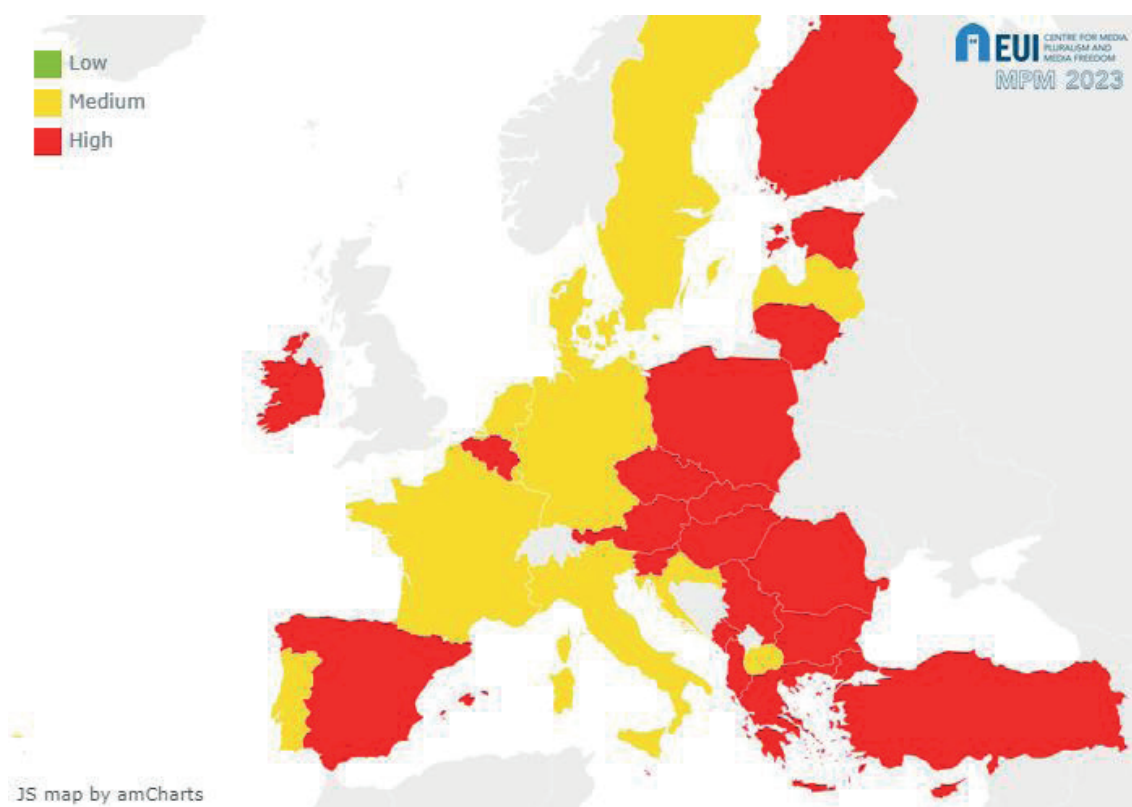 Low
Medium
High
EUI
CENTRE FOR MEDIA
PLURALISM AND
MEDIA FREEDOM
MPM 2023
JS map by amCharts